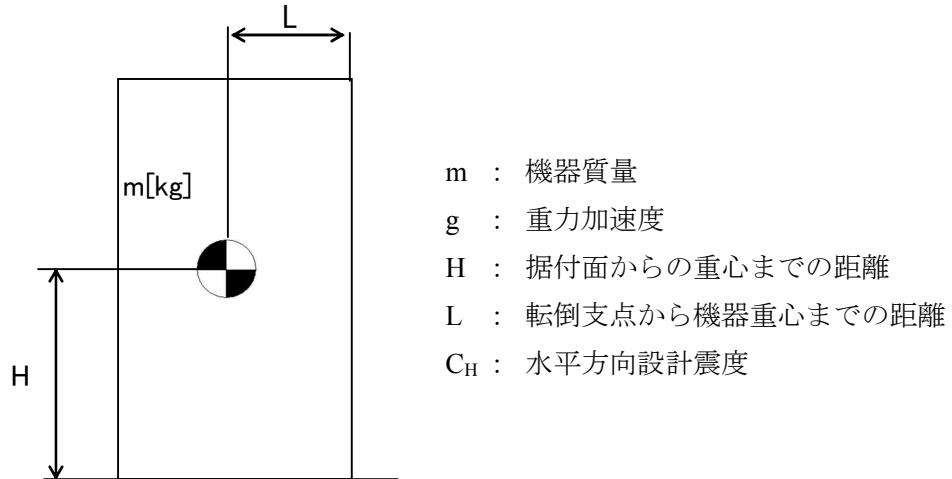 L
m[kg]
H
m : 機器質量
g : 重力加速度
H : 据付面からの重心までの距離
L : 転倒支点から機器重心までの距離
C_H : 水平方向設計震度